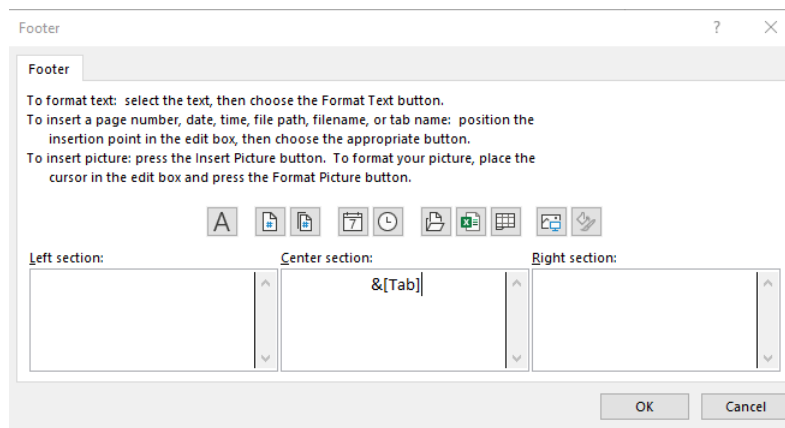 Footer
Footer
To format text: select the text, then choose the Format Text button.
To insert a page number, date, time, file path, filename, or tab name: position the
insertion point in the edit box, then choose the appropriate button.
To insert picture: press the Insert Picture button. To format your picture, place the
cursor in the edit box and press the Format Picture button.
A # # 7
Left section: Center section: Right section:
&[Tab]
OK Cancel